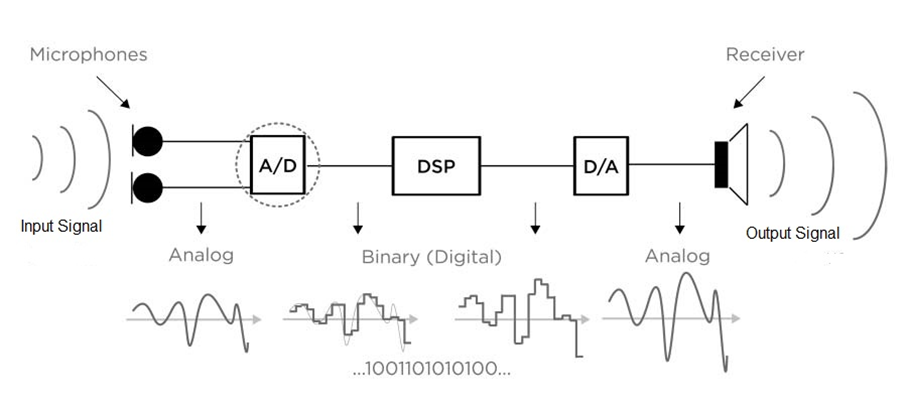 Microphones
Receiver
A/D
DSP
D/A
Input Signal
Output Signal
Analog
Binary (Digital)
Analog
...1001101010100...